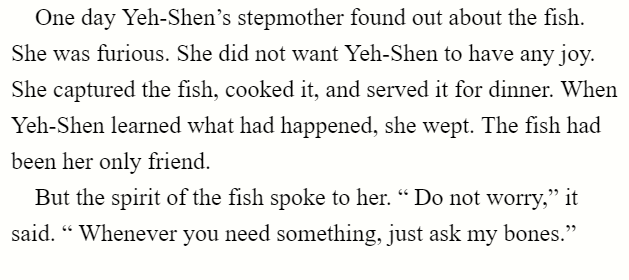 One day Yeh-Shen’s stepmother found out about the fish.
She was furious. She did not want Yeh-Shen to have any joy.
She captured the fish, cooked it, and served it for dinner. When
Yeh-Shen learned what had happened, she wept. The fish had
been her only friend.
But the spirit of the fish spoke to her. “ Do not worry,” it
said. “ Whenever you need something, just ask my bones.”